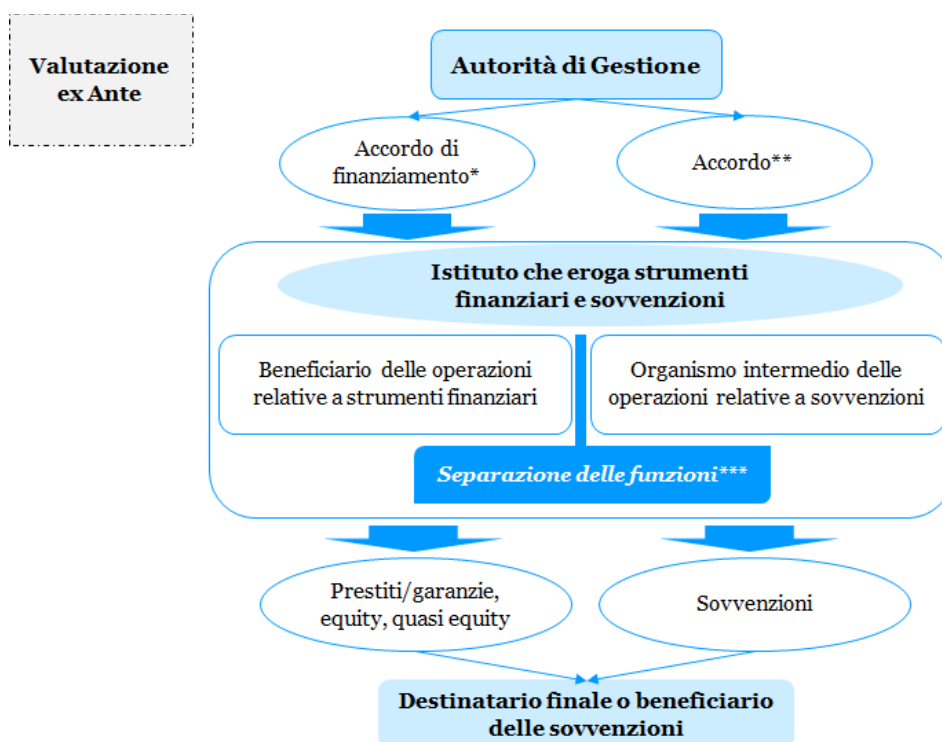 Valutazione
ex Ante
Autorità di Gestione
Accordo di
finanziamento*
Accordo**
Istituto che eroga strumenti
finanziari e sovvenzioni
Beneficiario delle operazioni
relative a strumenti finanziari
Organismo intermedio delle
operazioni relative a sovvenzioni
Separazione delle funzioni***
Prestiti/garanzie,
equity, quasi equity
Sovvenzioni
Destinatario finale o beneficiario
delle sovvenzioni